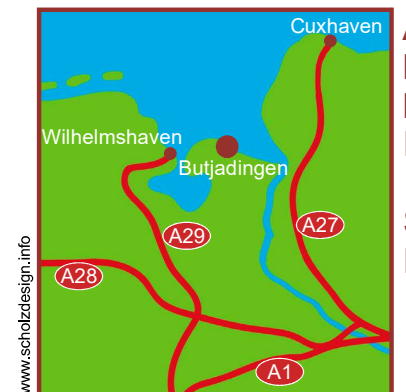 Cuxhaven
Wilhelmshaven
Butjadingen
A29
A27
A28
A1
www.scholzdesign.info